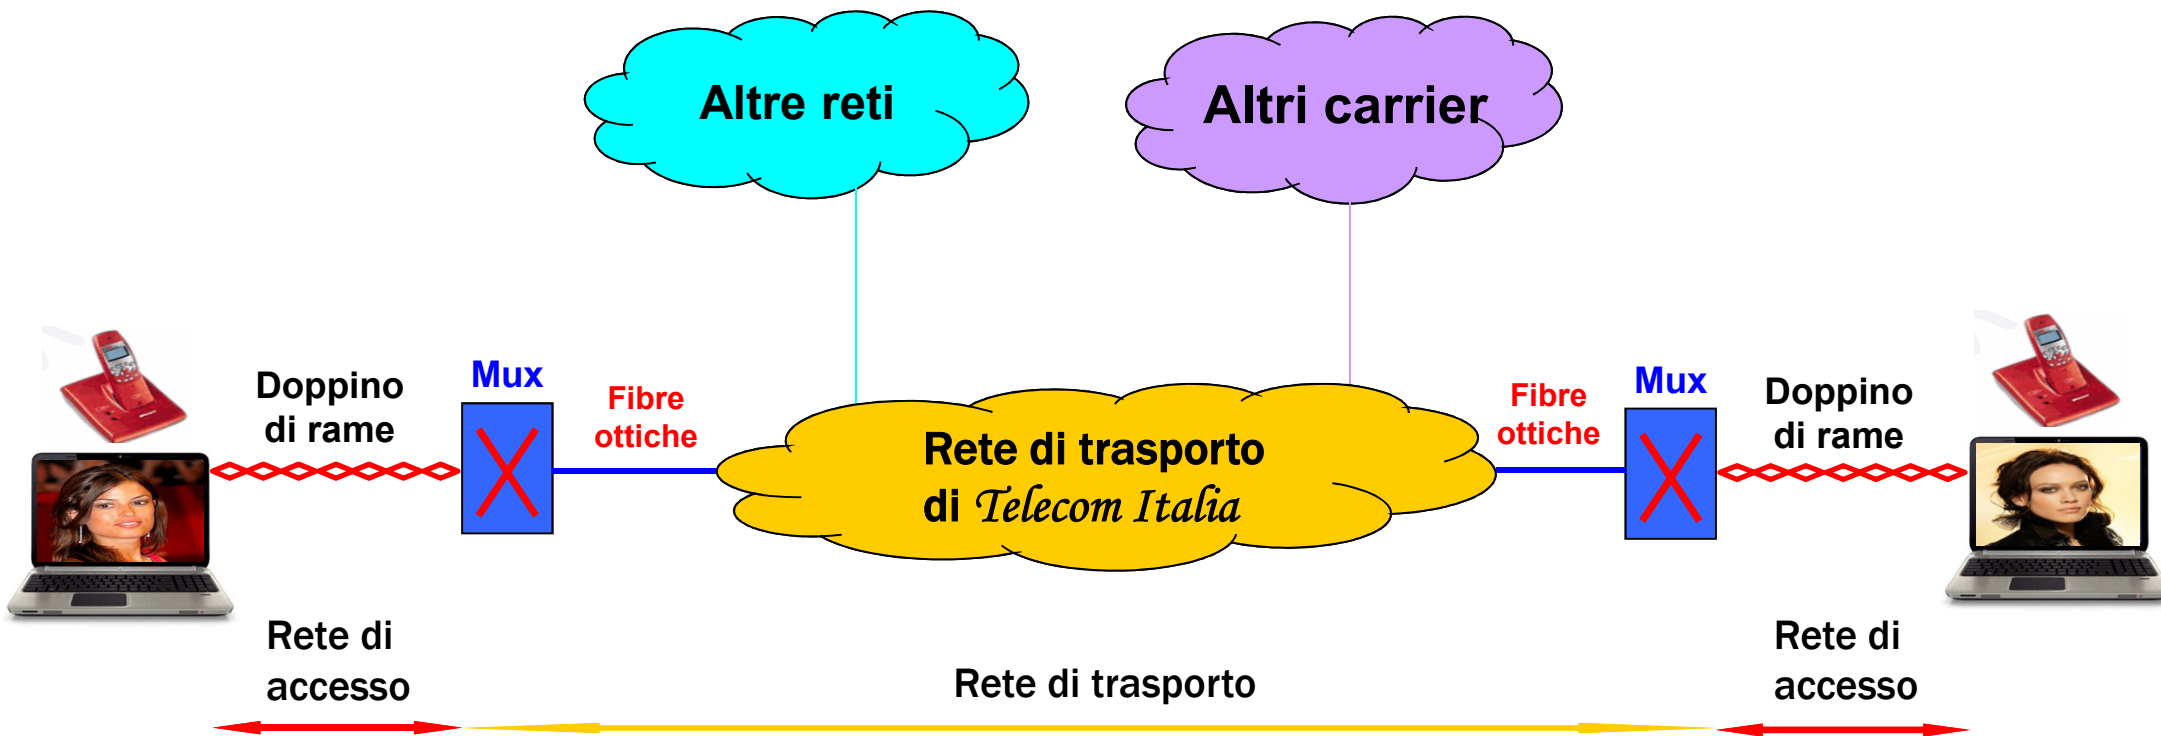 Altre reti
Altri carrier
Doppino
di rame
Mux
Fibre
ottiche
Rete di trasporto
di Telecom Italia
Fibre
ottiche
Mux
Doppino
di rame
Rete di
accesso
Rete di trasporto
Rete di
accesso